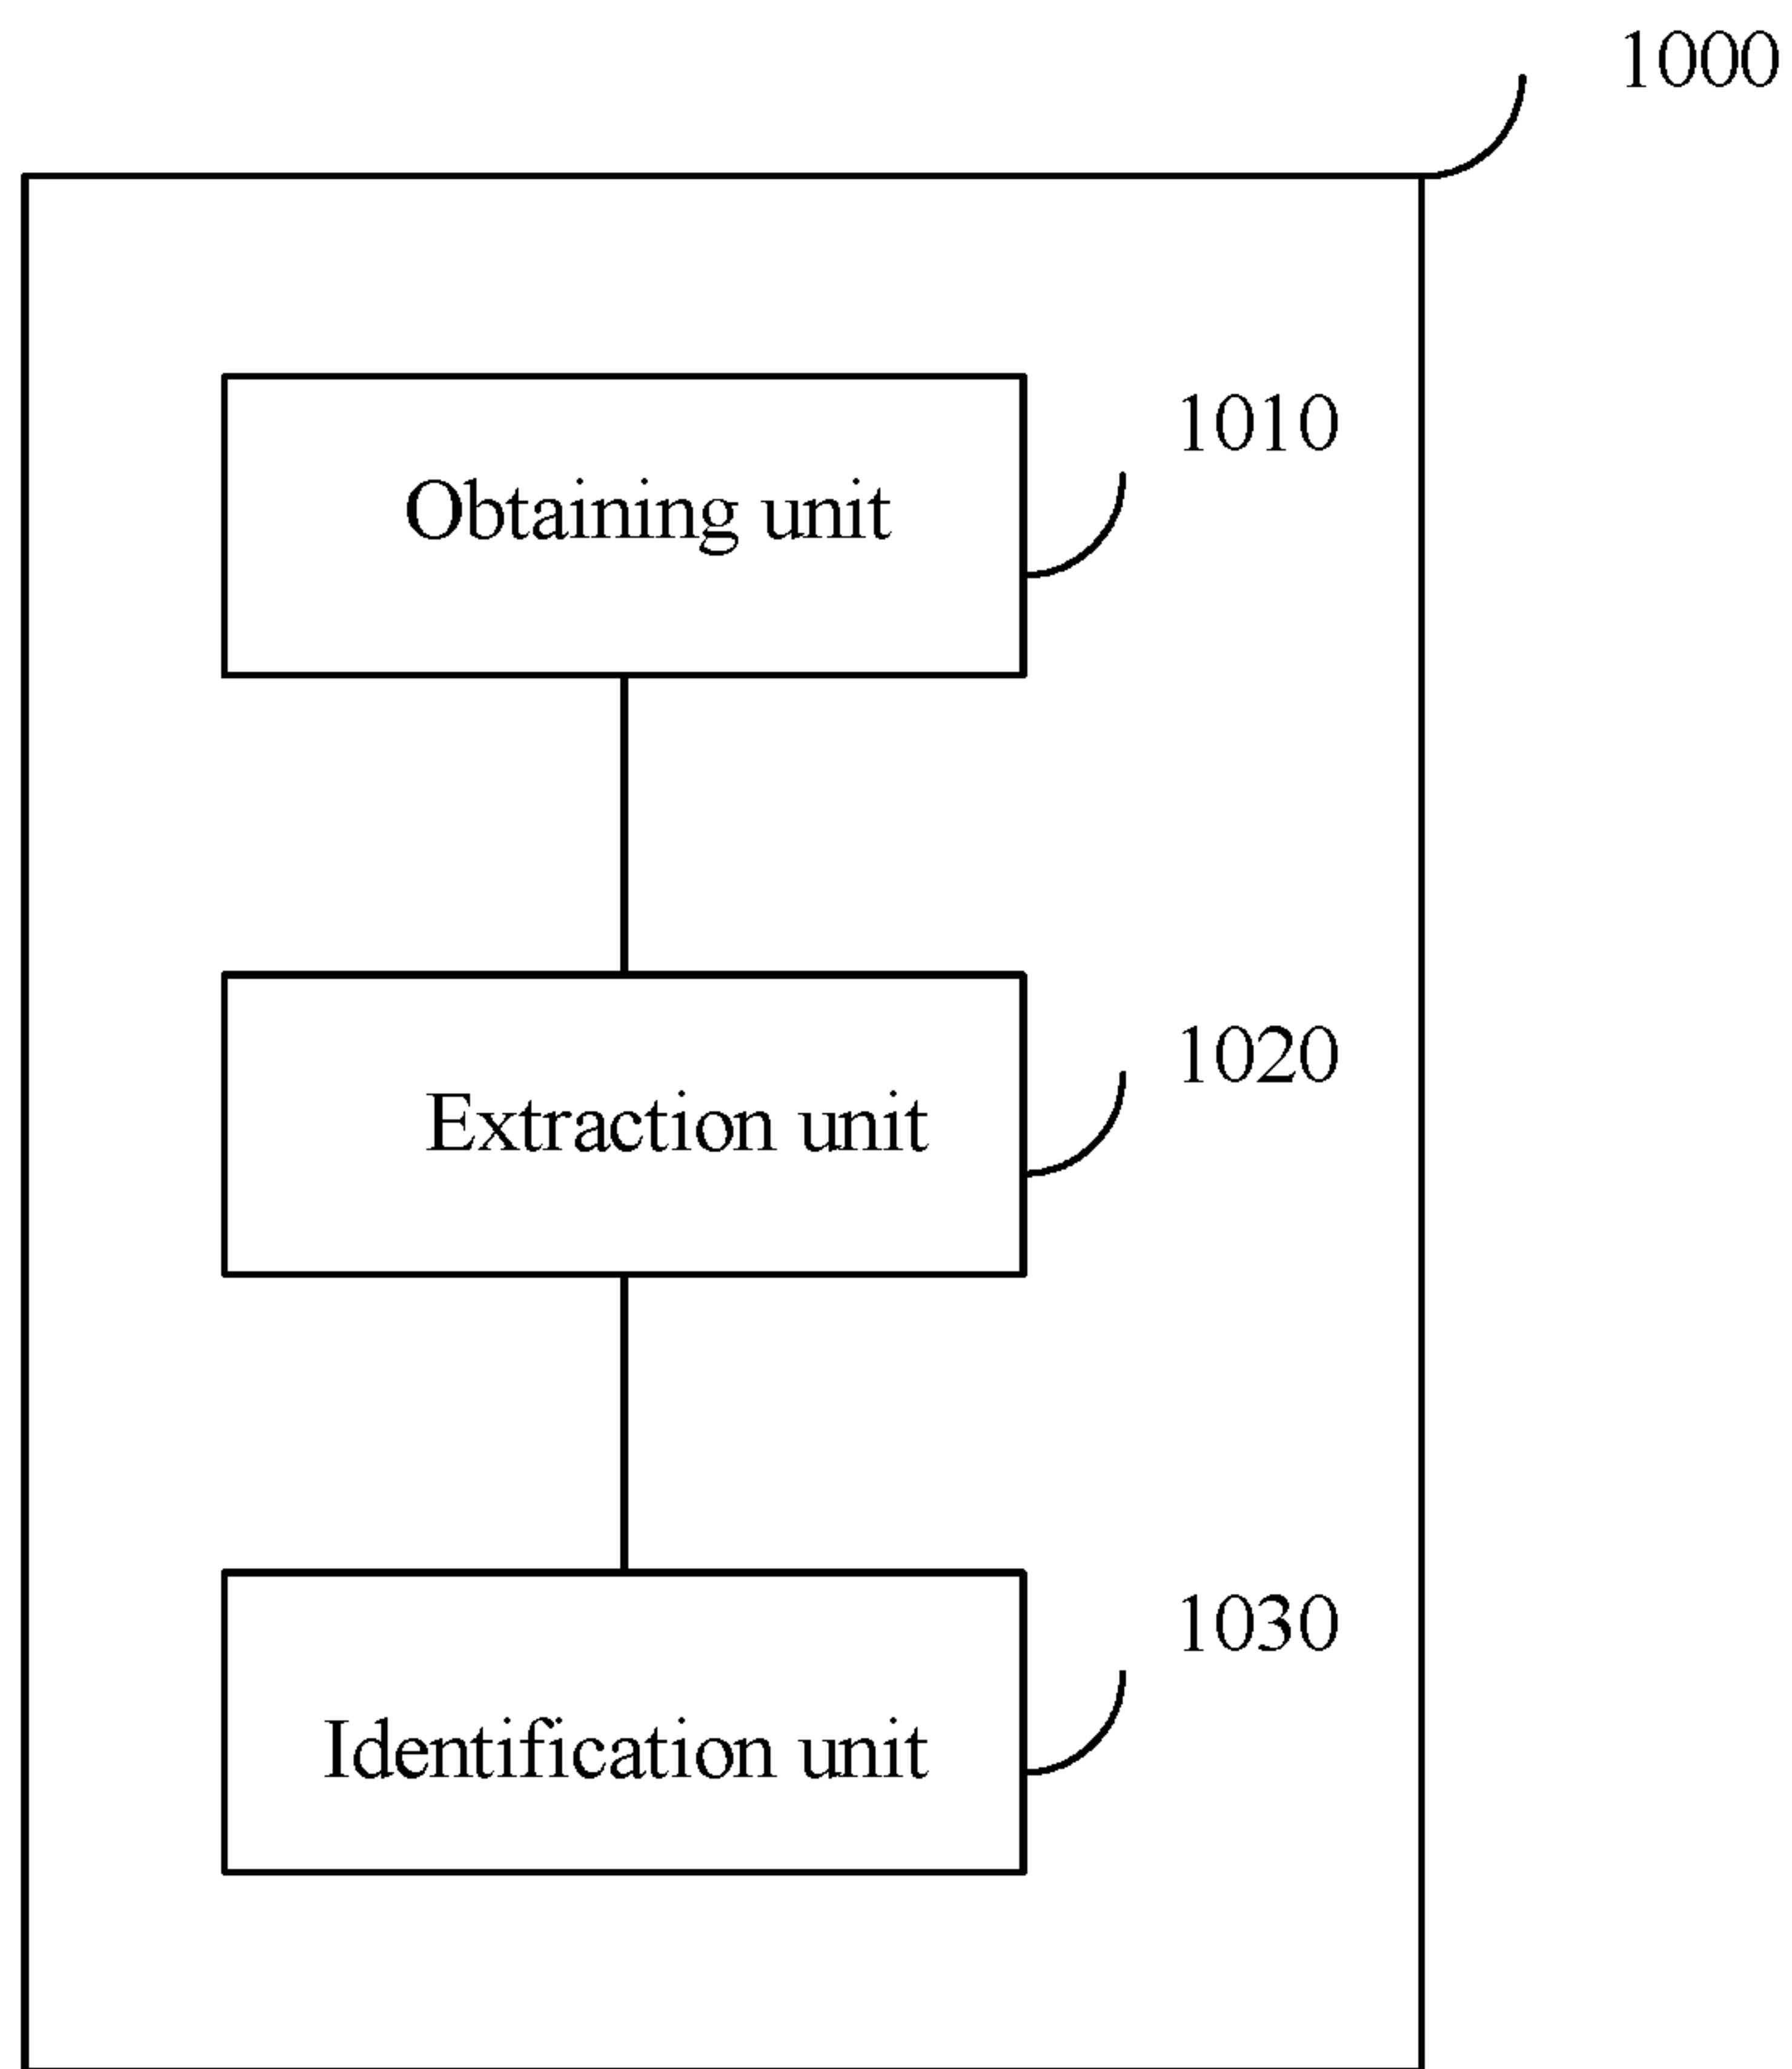 1000
1010
Obtaining unit
1020
Extraction unit
1030
Identification unit